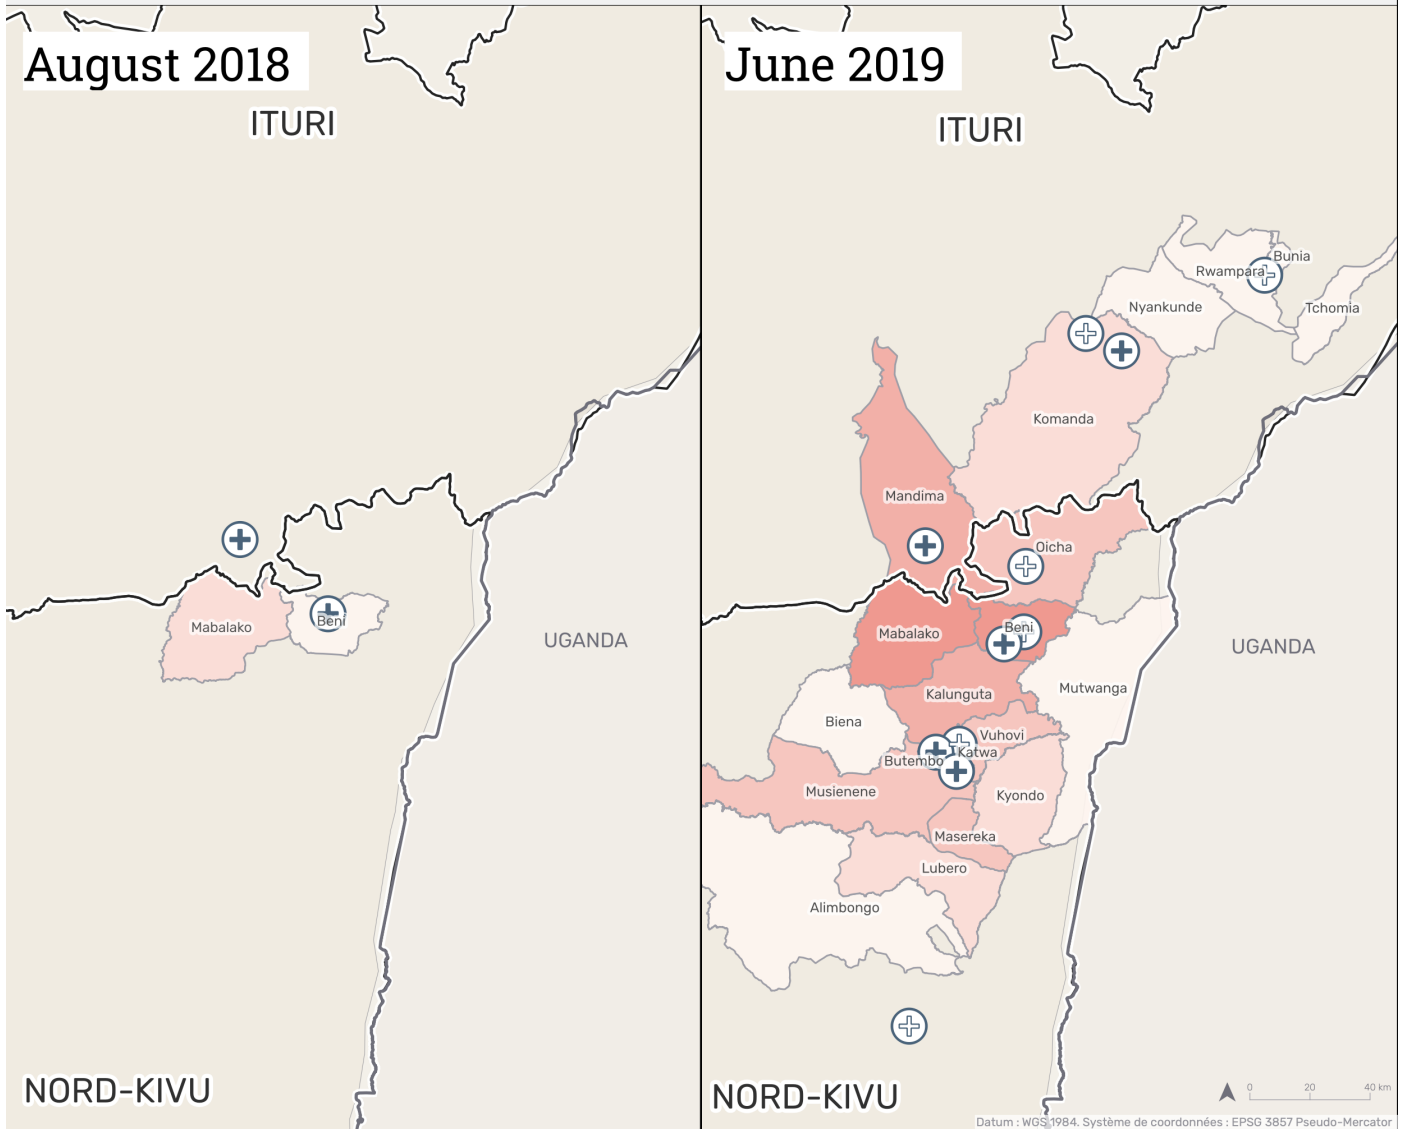 August 2018
ITURI
Mabalako
Beni
UGANDA
NORD-KIVU
June 2019
ITURI
Bunia
Rwampara
Nyankunde
Tchomia
Komanda
Mandima
Oicha
Beni
Mabalako
UGANDA
Mutwanga
Kalunguta
Biena
Vuhovi
Katwa
Butembo
Musienene
Kyondo
Masereka
Lubero
Alimbongo
NORD-KIVU
0 20 40 km
Datum : WGS 1984. Système de coordonnées : EPSG 3857 Pseudo-Mercator